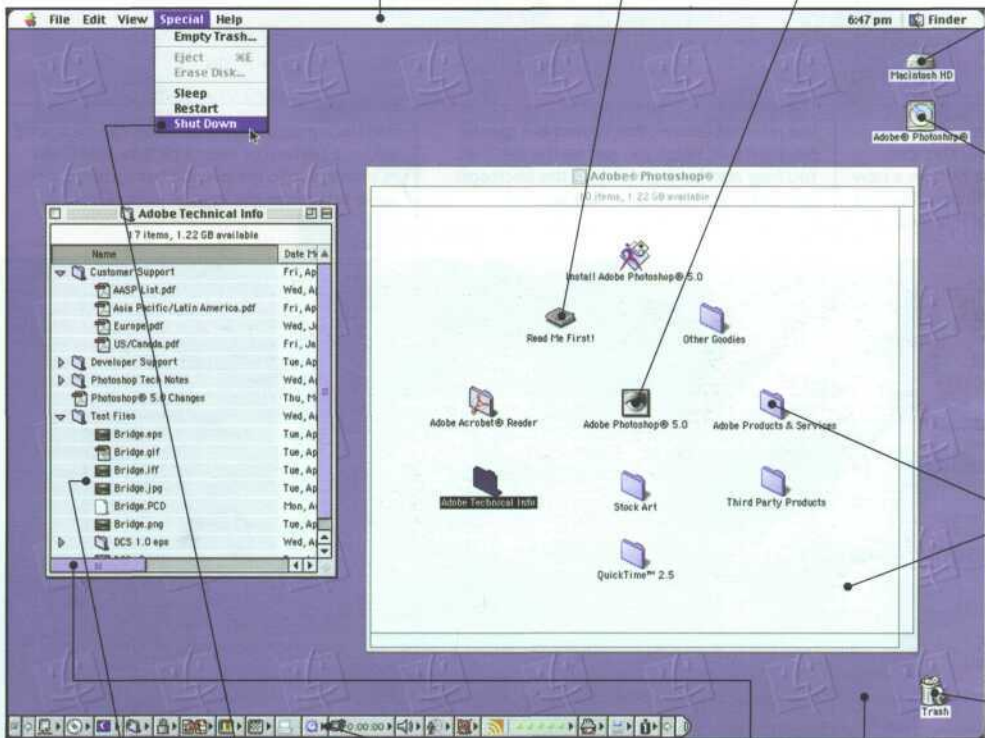 File Edit View Special Help
6:47 pm Finder
Empty Trash...
Eject ⌘E
Erase Disk...
Sleep
Restart
Shut Down
Macintosh HD
Adobe® Photoshop®
Adobe Technical Info
17 items, 1.22 GB available
Name Date
Customer Support Fri, Ap
AASP List.pdf Wed, A
Asia Pacific/Latin America.pdf Fri, Ap
Europe.pdf Wed, J
US/Canada.pdf Fri, Ja
Developer Support Tue, Ap
Photoshop Tech Notes Wed, A
Photoshop® 5.0 Changes Thu, M
Test Files Wed, A
Bridge.eps Tue, Ap
Bridge.gif Tue, Ap
Bridge.iff Tue, Ap
Bridge.jpg Tue, Ap
Bridge.PCD Mon, A
Bridge.png Tue, Ap
DCS 1.0 eps Wed, A
Adobe® Photoshop®
10 items, 1.22 GB available
Install Adobe Photoshop® 5.0
Read Me First!
Other Goodies
Adobe Acrobat® Reader
Adobe Photoshop® 5.0
Adobe Products & Services
Adobe Technical Info
Stock Art
Third Party Products
QuickTime™ 2.5
Trash
0:00:00